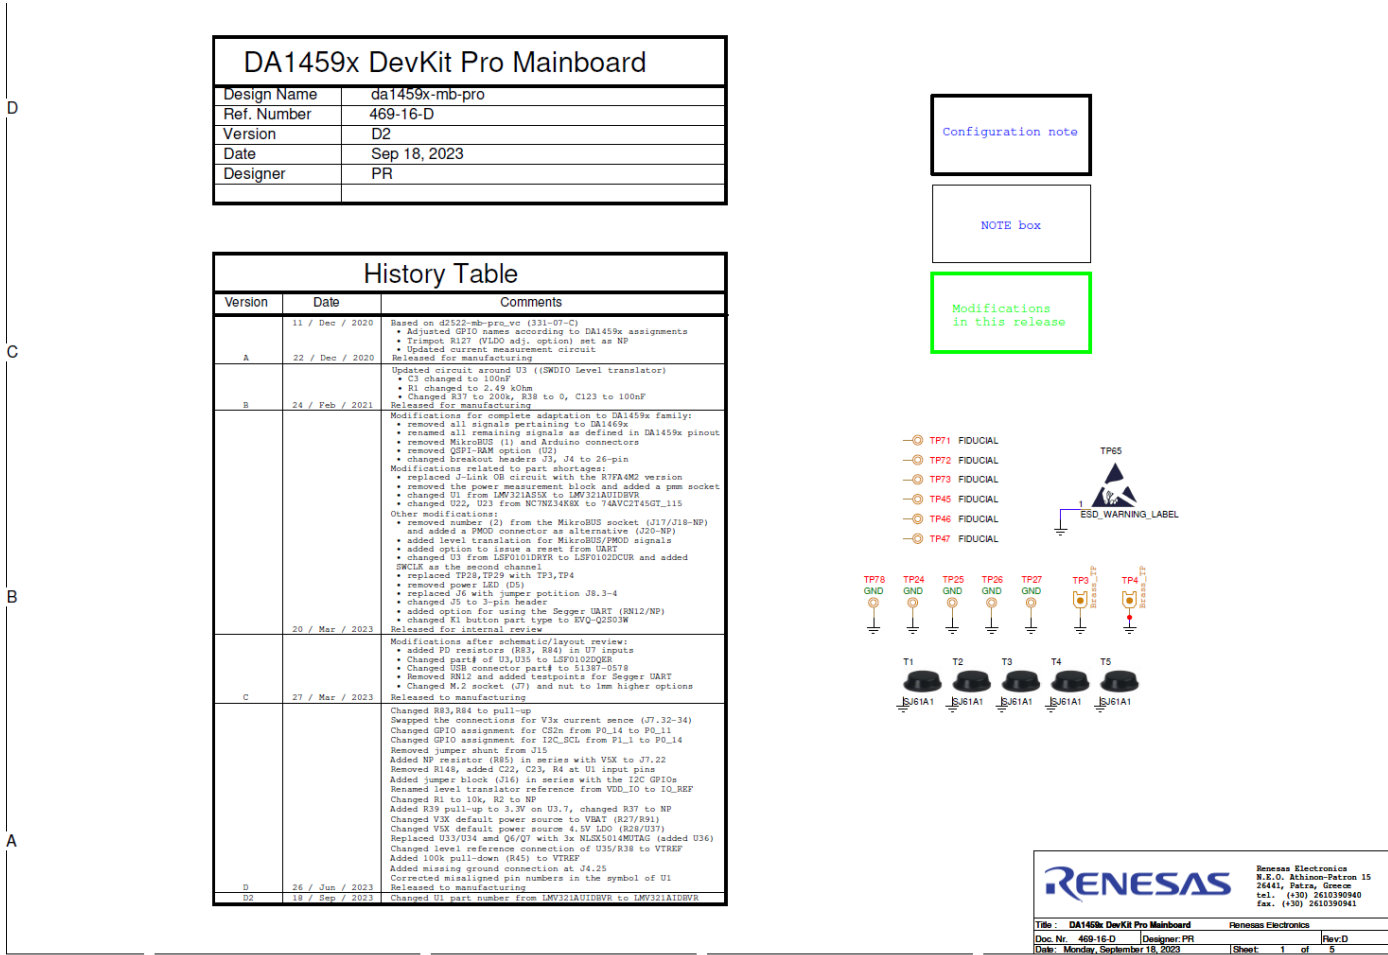 DA1459x DevKit Pro Mainboard
Design Name da1459x-mb-pro
Ref. Number 469-16-D
Version D2
Date Sep 18, 2023
Designer PR
History Table
Version Date Comments
11 / Dec / 2020 Based on d2522-mb-pro_vc (331-07-C)
• Adjusted GPIO names according to DA1459x assignments
• Trimpot R127 (VLDO adj. option) set as NP
• Updated current measurement circuit
A 22 / Dec / 2020 Released for manufacturing
Updated circuit around U3 ((SWDIO Level translator)
• C3 changed to 100nF
• R1 changed to 2.49 kOhm
• Changed R37 to 200k, R38 to 0, C123 to 100nF
B 24 / Feb / 2021 Released for manufacturing
Modifications for complete adaptation to DA1459x family:
• removed all signals pertaining to DA1469x
• renamed all remaining signals as defined in DA1459x pinout
• removed MikroBUS (1) and Arduino connectors
• removed QSPI-RAM option (U2)
• changed breakout headers J3, J4 to 26-pin
Modifications related to part shortages:
• replaced J-Link OB circuit with the R7FA4M2 version
• removed the power measurement block and added a pmm socket
• changed U1 from LMV321AS5X to LMV321AUIDBVR
• changed U22, U23 from NC7NZ34K8X to 74AVC2T45GT_115
Other modifications:
• removed number (2) from the MikroBUS socket (J17/J18-NP)
and added a PMOD connector as alternative (J20-NP)
• added level translation for MikroBUS/PMOD signals
• added option to issue a reset from UART
• changed U3 from LSF0101DRYR to LSF0102DCUR and added
SWCLK as the second channel
• replaced TP28,TP29 with TP3,TP4
• removed power LED (D5)
• replaced J6 with jumper potition J8.3-4
• changed J5 to 3-pin header
• added option for using the Segger UART (RN12/NP)
• changed K1 button part type to EVQ-Q2S03W
20 / Mar / 2023 Released for internal review
Modifications after schematic/layout review:
• added PD resistors (R83, R84) in U7 inputs
• Changed part# of U3,U35 to LSF0102DQER
• Changed USB connector part# to 51387-0578
• Removed RN12 and added testpoints for Segger UART
• Changed M.2 socket (J7) and nut to 1mm higher options
C 27 / Mar / 2023 Released to manufacturing
Changed R83,R84 to pull-up
Swapped the connections for V3x current sence (J7.32-34)
Changed GPIO assignment for CS2n from P0_14 to P0_11
Changed GPIO assignment for I2C_SCL from P1_1 to P0_14
Removed jumper shunt from J15
Added NP resistor (R85) in series with V5X to J7.22
Removed R148, added C22, C23, R4 at U1 input pins
Added jumper block (J16) in series with the I2C GPIOs
Renamed level translator reference from VDD_IO to IO_REF
Changed R1 to 10k, R2 to NP
Added R39 pull-up to 3.3V on U3.7, changed R37 to NP
Changed V3X default power source to VBAT (R27/R91)
Changed V5X default power source 4.5V LDO (R28/U37)
Replaced U33/U34 amd Q6/Q7 with 3x NLSX5014MUTAG (added U36)
Changed level reference connection of U35/R38 to VTREF
Added 100k pull-down (R45) to VTREF
Added missing ground connection at J4.25
Corrected misaligned pin numbers in the symbol of U1
D 26 / Jun / 2023 Released to manufacturing
D2 18 / Sep / 2023 Changed U1 part number from LMV321AUIDBVR to LMV321AIDBVR
D
C
B
A
Configuration note
NOTE box
Modifications
in this release
TP71 FIDUCIAL
TP72 FIDUCIAL
TP73 FIDUCIAL
TP45 FIDUCIAL
TP46 FIDUCIAL
TP47 FIDUCIAL
TP65
1
ESD_WARNING_LABEL
TP78 TP24 TP25 TP26 TP27 TP3 TP4
GND GND GND GND GND
Brass_TP Brass_TP
T1 T2 T3 T4 T5
SJ61A1 SJ61A1 SJ61A1 SJ61A1 SJ61A1
RENESAS
Renesas Electronics
N.E.O. Athinon-Patron 15
26441, Patra, Greece
tel. (+30) 2610390940
fax. (+30) 2610390941
Title : DA1459x DevKit Pro Mainboard Renesas Electronics
Doc. Nr. 469-16-D Designer: PR Rev:D
Date: Monday, September 18, 2023 Sheet: 1 of 5